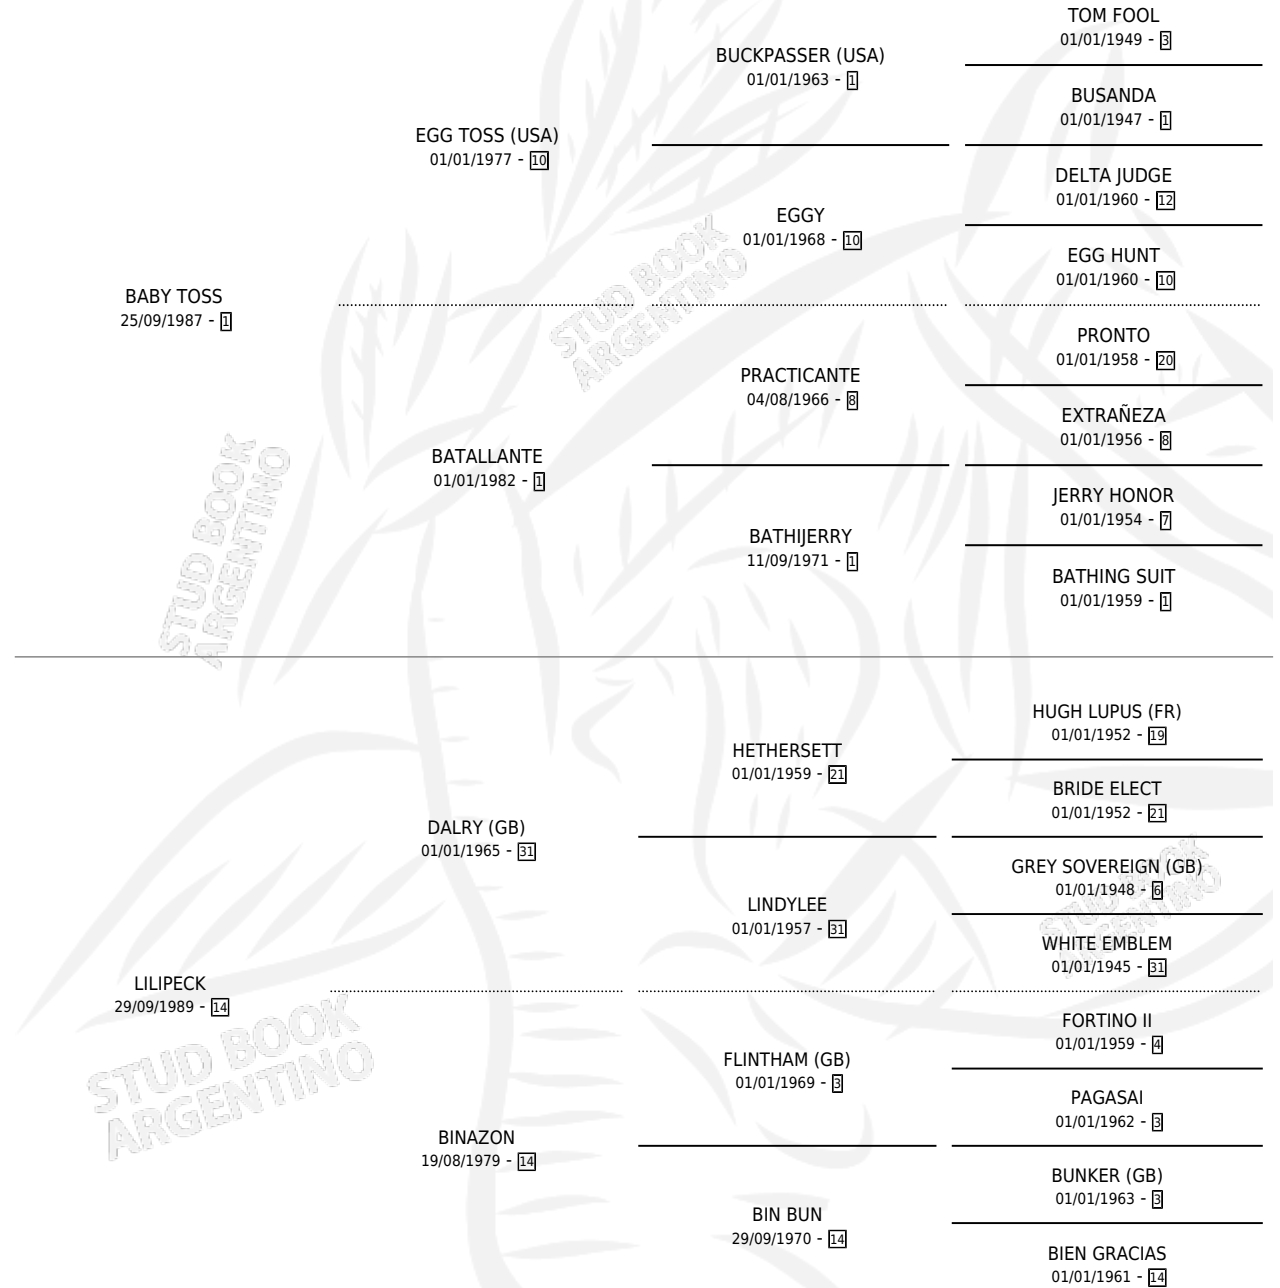 TOM FOOL
01/01/1949 - 3
BUCKPASSER (USA)
01/01/1963 - 1
BUSANDA
01/01/1947 - 1
EGG TOSS (USA)
01/01/1977 - 10
DELTA JUDGE
01/01/1960 - 12
EGGY
01/01/1968 - 10
EGG HUNT
01/01/1960 - 10
BABY TOSS
25/09/1987 - 1
PRONTO
01/01/1958 - 20
PRACTICANTE
04/08/1966 - 8
EXTRAÑEZA
01/01/1956 - 8
BATALLANTE
01/01/1982 - 1
JERRY HONOR
01/01/1954 - 7
BATHIJERRY
11/09/1971 - 1
BATHING SUIT
01/01/1959 - 1
HUGH LUPUS (FR)
01/01/1952 - 19
HETHERSETT
01/01/1959 - 21
BRIDE ELECT
01/01/1952 - 21
DALRY (GB)
01/01/1965 - 31
GREY SOVEREIGN (GB)
01/01/1948 - 6
LINDYLEE
01/01/1957 - 31
WHITE EMBLEM
01/01/1945 - 31
LILIPECK
29/09/1989 - 14
FORTINO II
01/01/1959 - 4
FLINTHAM (GB)
01/01/1969 - 3
PAGASAI
01/01/1962 - 3
BINAZON
19/08/1979 - 14
BUNKER (GB)
01/01/1963 - 3
BIN BUN
29/09/1970 - 14
BIEN GRACIAS
01/01/1961 - 14
STUD BOOK
ARGENTINO
STUD BOOK
ARGENTINO
STUD BOOK
ARGENTINO
STUD BOOK
ARGENTINO